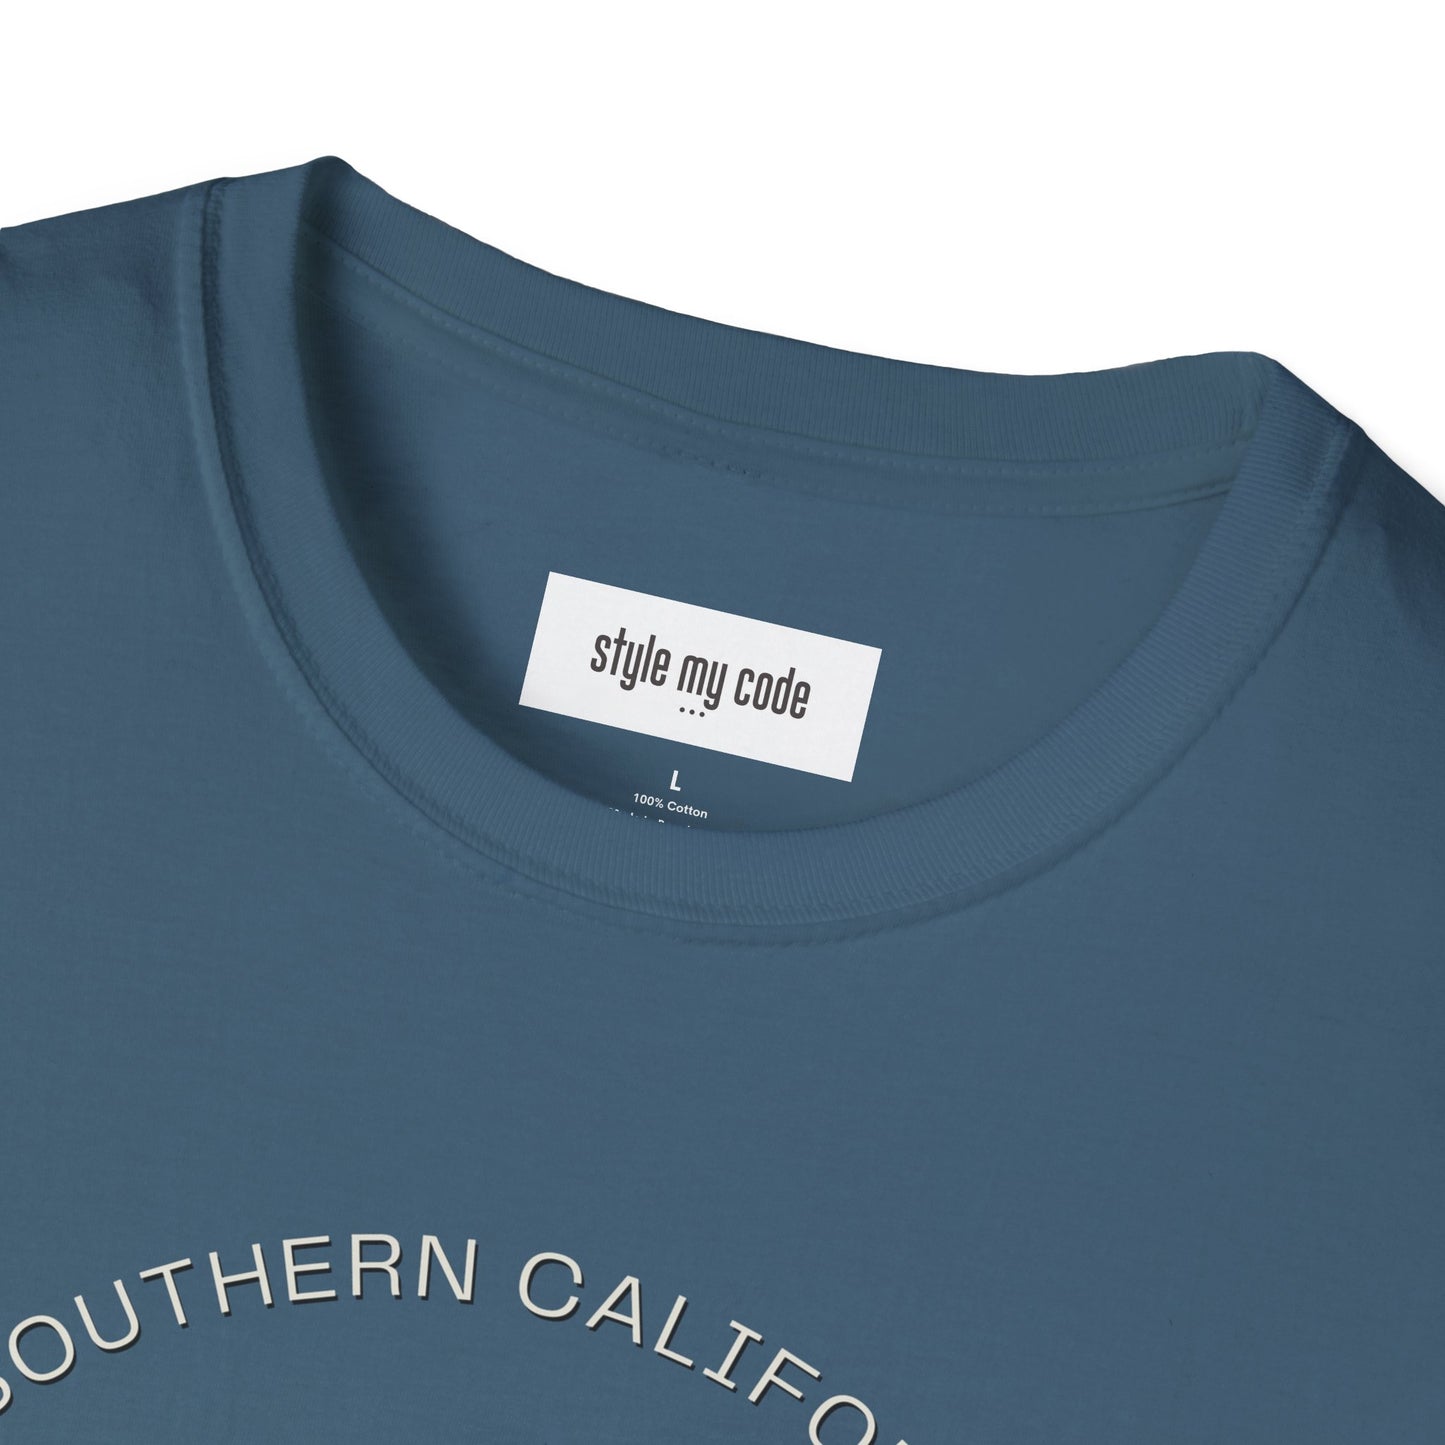 style my code
...
L
100% Cotton
SOUTHERN CALIFO